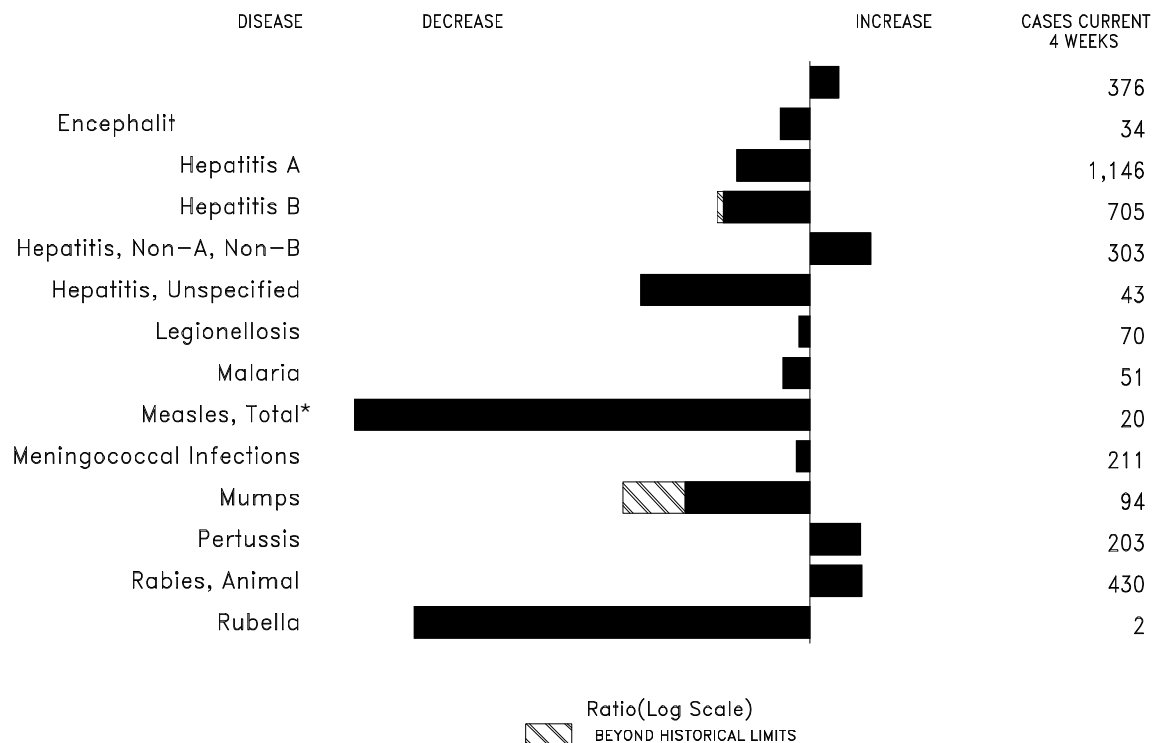 DISEASE DECREASE INCREASE CASES CURRENT
4 WEEKS
376
Encephalit 34
Hepatitis A 1,146
Hepatitis B 705
Hepatitis, Non-A, Non-B 303
Hepatitis, Unspecified 43
Legionellosis 70
Malaria 51
Measles, Total* 20
Meningococcal Infections 211
Mumps 94
Pertussis 203
Rabies, Animal 430
Rubella 2
Ratio(Log Scale)
BEYOND HISTORICAL LIMITS